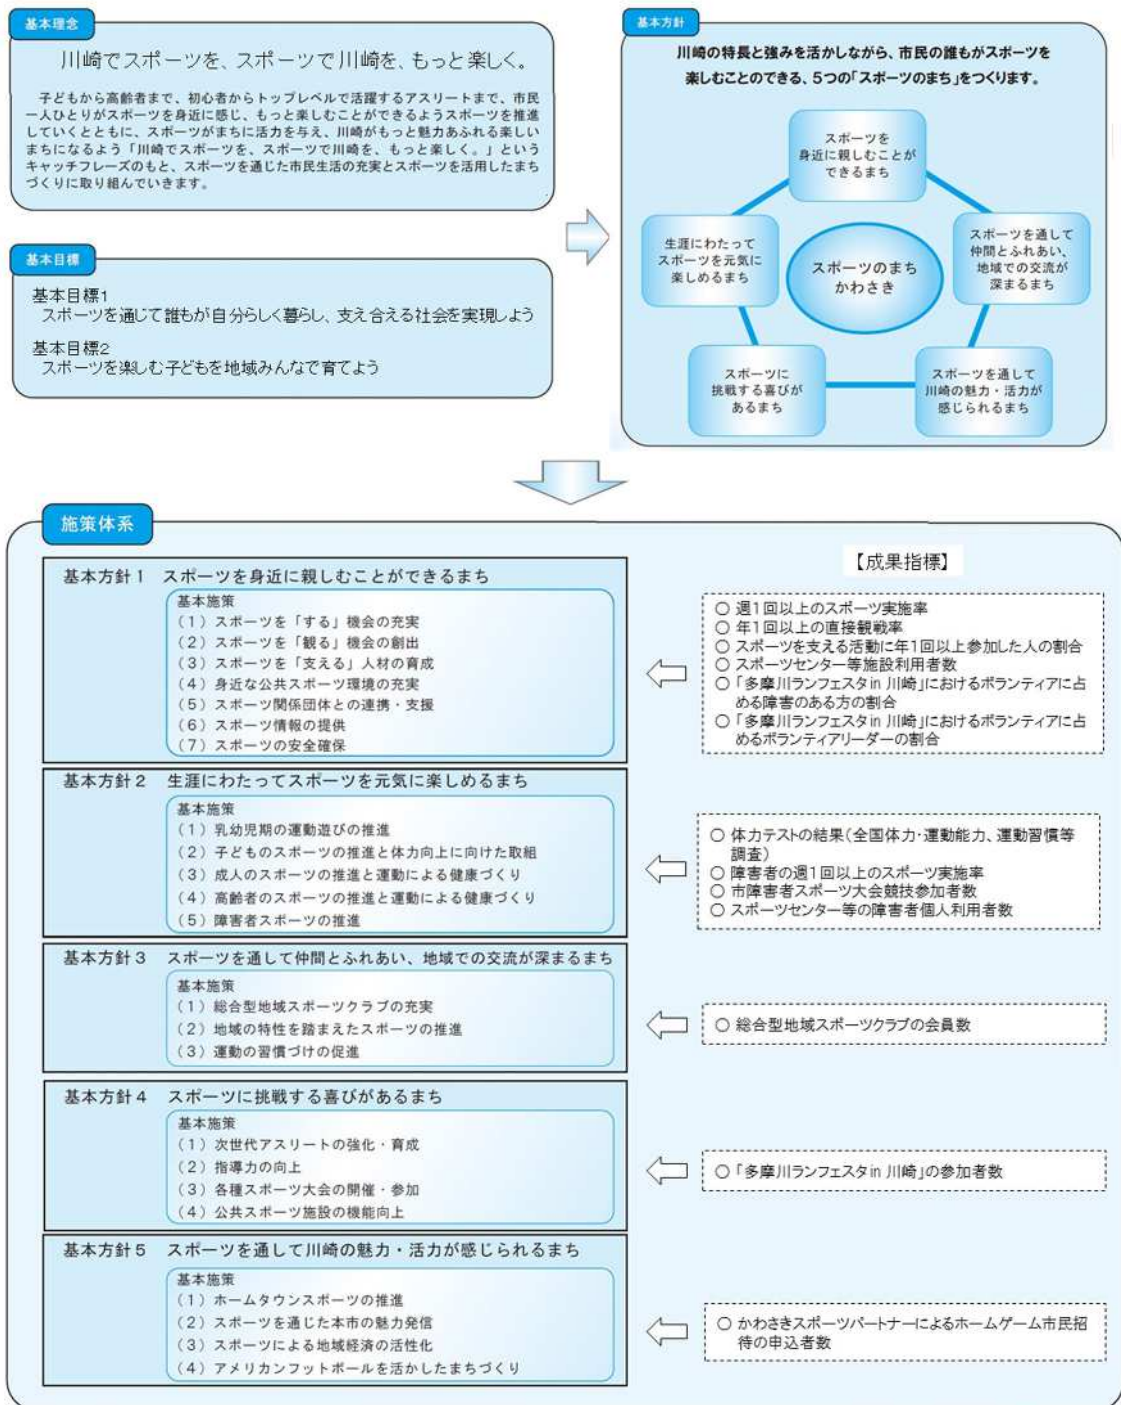 基本理念
川崎でスポーツを、スポーツで川崎を、もっと楽しく。
子どもから高齢者まで、初心者からトップレベルで活躍するアスリートまで、市民
一人ひとりがスポーツを身近に感じ、もっと楽しむことができるようスポーツを推進
していくとともに、スポーツがまちに活力を与え、川崎がもっと魅力あふれる楽しい
まちになるよう「川崎でスポーツを、スポーツで川崎を、もっと楽しく。」という
キャッチフレーズのもと、スポーツを通じた市民生活の充実とスポーツを活用したまち
づくりに取り組んでいきます。
基本目標
基本目標1
スポーツを通じて誰もが自分らしく暮らし、支え合える社会を実現しよう
基本目標2
スポーツを楽しむ子どもを地域みんなで育てよう
基本方針
川崎の特長と強みを活かしながら、市民の誰もがスポーツを
楽しむことのできる、5つの「スポーツのまち」をつくります。
スポーツを
身近に親しむことが
できるまち
生涯にわたって
スポーツを元気に
楽しめるまち
スポーツのまち
かわさき
スポーツを通して
仲間とふれあい、
地域での交流が
深まるまち
スポーツに
挑戦する喜びが
あるまち
スポーツを通して
川崎の魅力・活力が
感じられるまち
施策体系
【成果指標】
基本方針1 スポーツを身近に親しむことができるまち
基本施策
(1)スポーツを「する」機会の充実
(2)スポーツを「観る」機会の創出
(3)スポーツを「支える」人材の育成
(4)身近な公共スポーツ環境の充実
(5)スポーツ関係団体との連携・支援
(6)スポーツ情報の提供
(7)スポーツの安全確保
○ 週1回以上のスポーツ実施率
○ 年1回以上の直接観戦率
○ スポーツを支える活動に年1回以上参加した人の割合
○ スポーツセンター等施設利用者数
○「多摩川ランフェスタ in 川崎」におけるボランティアに占
める障害のある方の割合
○「多摩川ランフェスタ in 川崎」におけるボランティアに占
めるボランティアリーダーの割合
基本方針2 生涯にわたってスポーツを元気に楽しめるまち
基本施策
(1)乳幼児期の運動遊びの推進
(2)子どものスポーツの推進と体力向上に向けた取組
(3)成人のスポーツの推進と運動による健康づくり
(4)高齢者のスポーツの推進と運動による健康づくり
(5)障害者スポーツの推進
○ 体力テストの結果(全国体力・運動能力、運動習慣等
調査)
○ 障害者の週1回以上のスポーツ実施率
○ 市障害者スポーツ大会競技参加者数
○ スポーツセンター等の障害者個人利用者数
基本方針3 スポーツを通して仲間とふれあい、地域での交流が深まるまち
基本施策
(1)総合型地域スポーツクラブの充実
(2)地域の特性を踏まえたスポーツの推進
(3)運動の習慣づけの促進
○ 総合型地域スポーツクラブの会員数
基本方針4 スポーツに挑戦する喜びがあるまち
基本施策
(1)次世代アスリートの強化・育成
(2)指導力の向上
(3)各種スポーツ大会の開催・参加
(4)公共スポーツ施設の機能向上
○「多摩川ランフェスタ in 川崎」の参加者数
基本方針5 スポーツを通して川崎の魅力・活力が感じられるまち
基本施策
(1)ホームタウンスポーツの推進
(2)スポーツを通じた本市の魅力発信
(3)スポーツによる地域経済の活性化
(4)アメリカンフットボールを活かしたまちづくり
○ かわさきスポーツパートナーによるホームゲーム市民招
待の申込者数